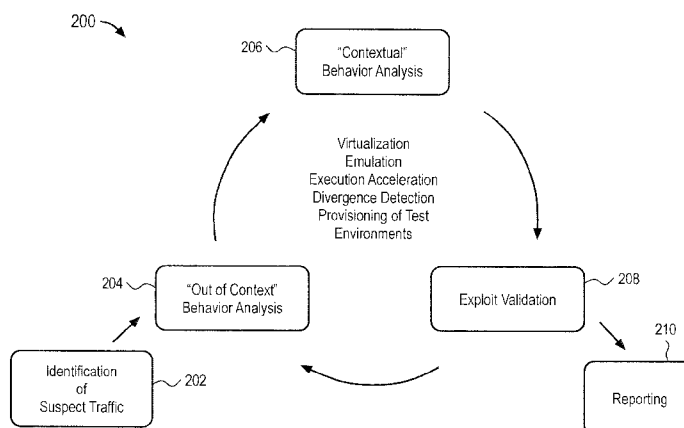 200
206
"Contextual"
Behavior Analysis
Virtualization
Emulation
Execution Acceleration
Divergence Detection
Provisioning of Test
Environments
204
"Out of Context"
Behavior Analysis
Exploit Validation
208
Identification
of
Suspect Traffic
202
210
Reporting